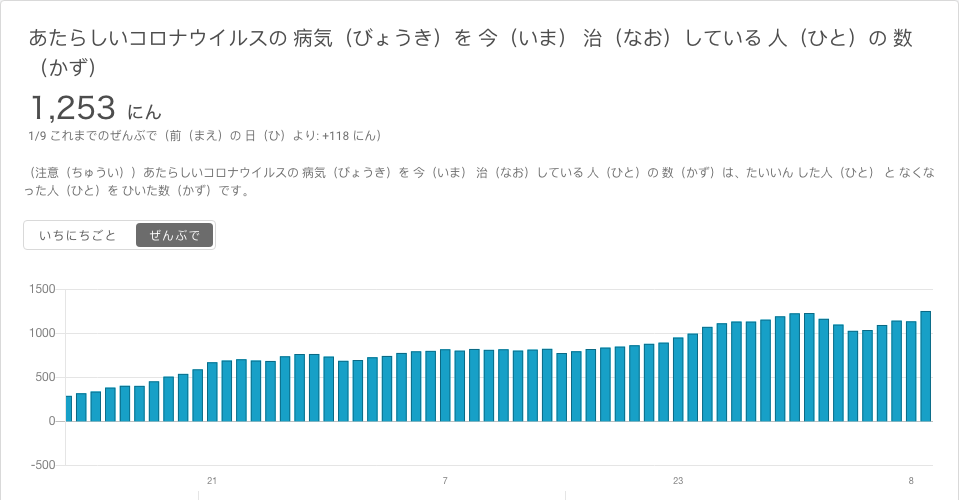 あたらしいコロナウイルスの 病気（びょうき）を 今（いま） 治（なお）している 人（ひと）の 数
（かず）
1,253 にん
1/9 これまでのぜんぶで（前（まえ）の 日（ひ）より: +118 にん）
（注意（ちゅうい））あたらしいコロナウイルスの 病気（びょうき）を 今（いま） 治（なお）している 人（ひと）の 数（かず）は、たいいん した人（ひと） と なくな
った人（ひと）を ひいた数（かず）です。
いちにちごと ぜんぶで
1500
1000
500
0
-500
21 7 23 8